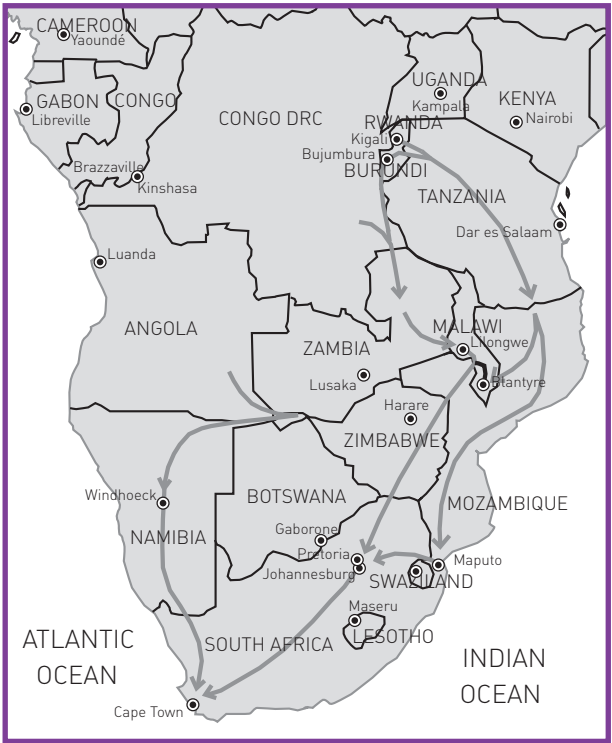 CAMEROON
Yaoundé
UGANDA
Kampala
KENYA
Nairobi
GABON
Libreville
CONGO
CONGO DRC
RWANDA
Kigali
Bujumbura
BURUNDI
Brazzaville
Kinshasa
TANZANIA
Dar es Salaam
Luanda
ANGOLA
ZAMBIA
Lusaka
MALAWI
Lilongwe
Blantyre
Harare
ZIMBABWE
Windhoeck
NAMIBIA
BOTSWANA
Gaborone
MOZAMBIQUE
Pretoria
Johannesburg
Maputo
SWAZILAND
Maseru
LESOTHO
SOUTH AFRICA
ATLANTIC
OCEAN
INDIAN
OCEAN
Cape Town